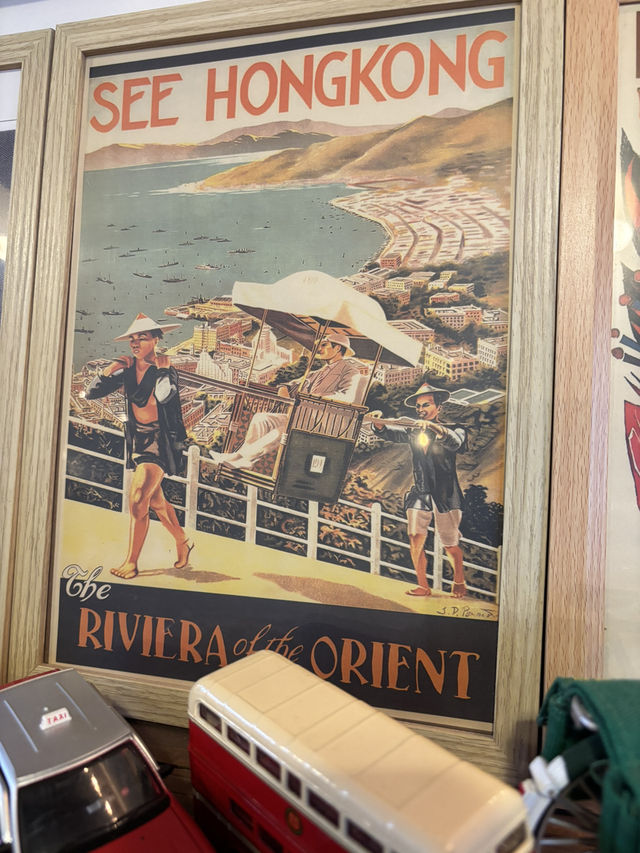 SEE HONGKONG
The
RIVIERA of the ORIENT
TAXI